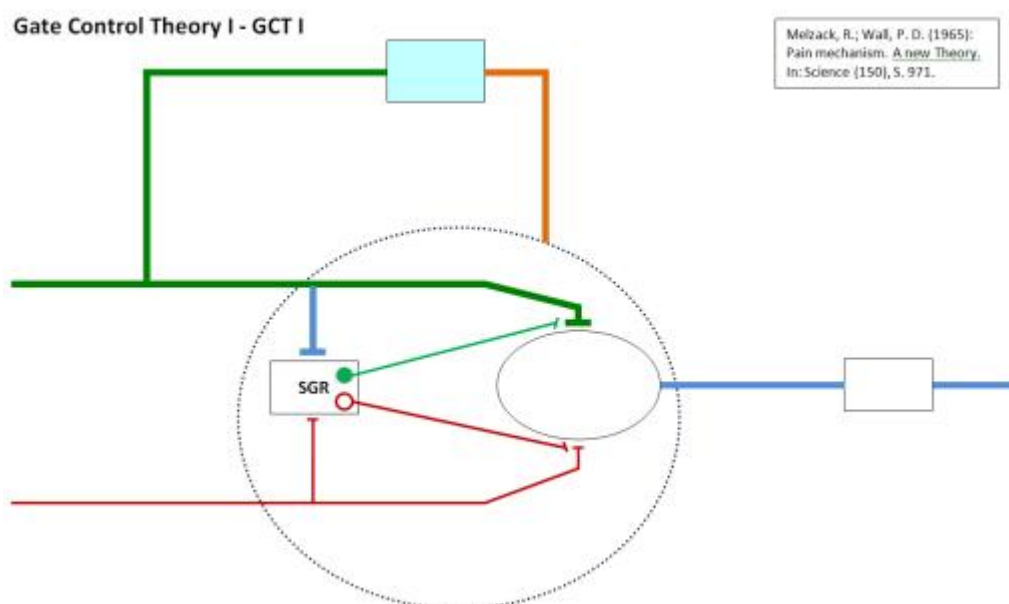 Gate Control Theory I - GCT I
Melzack, R.; Wall, P. D. (1965):
Pain mechanism. A new Theory.
In: Science (150), S. 971.
SGR